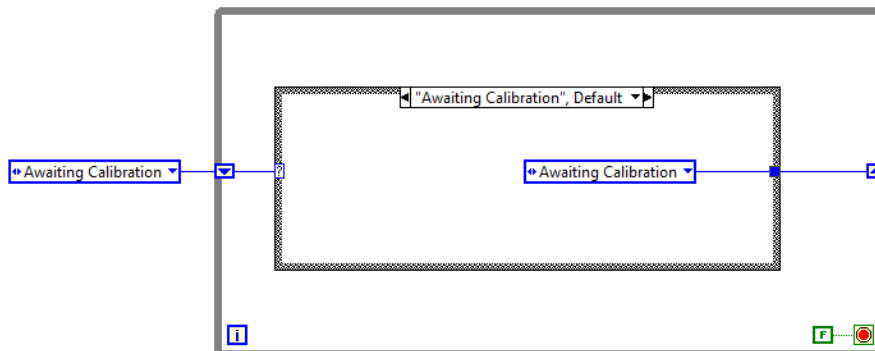 "Awaiting Calibration", Default
Awaiting Calibration
?
Awaiting Calibration
i
F